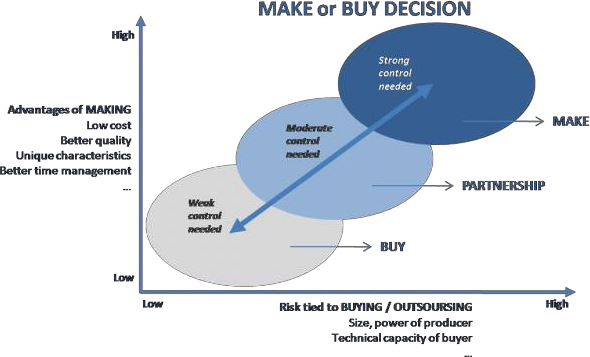 MAKE or BUY DECISION
High
Strong
control
needed
Advantages of MAKING
Low cost
Better quality
Unique characteristics
Better time management
...
Moderate
control
needed
MAKE
PARTNERSHIP
Weak
control
needed
BUY
Low
Low
Risk tied to BUYING / OUTSOURSING
High
Size, power of producer
Technical capacity of buyer
...